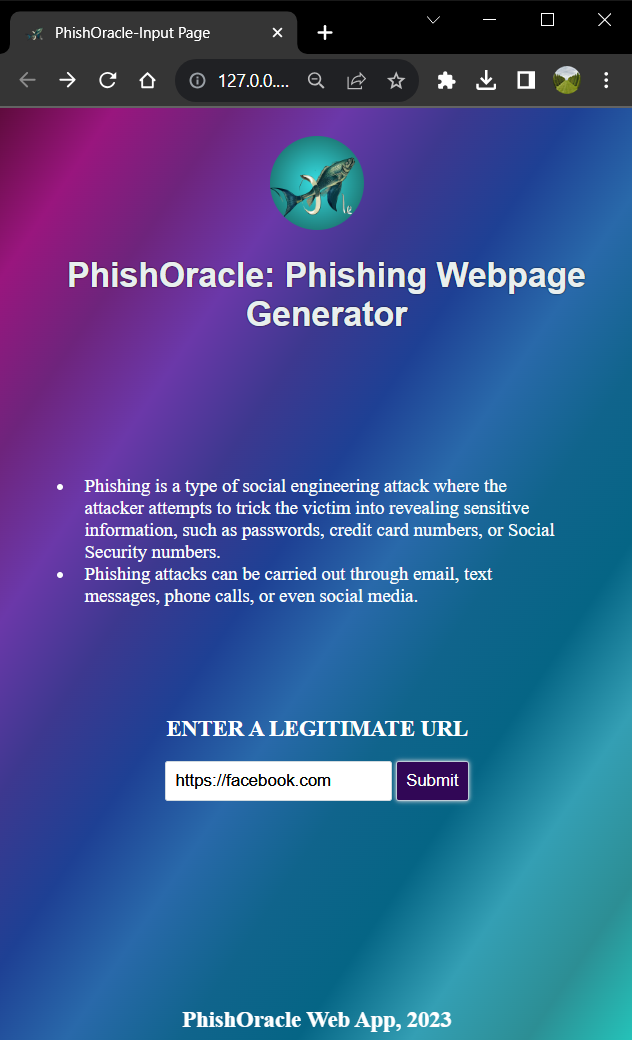 PhishOracle-Input Page
127.0.0....
PhishOracle: Phishing Webpage
Generator
• Phishing is a type of social engineering attack where the
attacker attempts to trick the victim into revealing sensitive
information, such as passwords, credit card numbers, or Social
Security numbers.
• Phishing attacks can be carried out through email, text
messages, phone calls, or even social media.
ENTER A LEGITIMATE URL
https://facebook.com
Submit
PhishOracle Web App, 2023